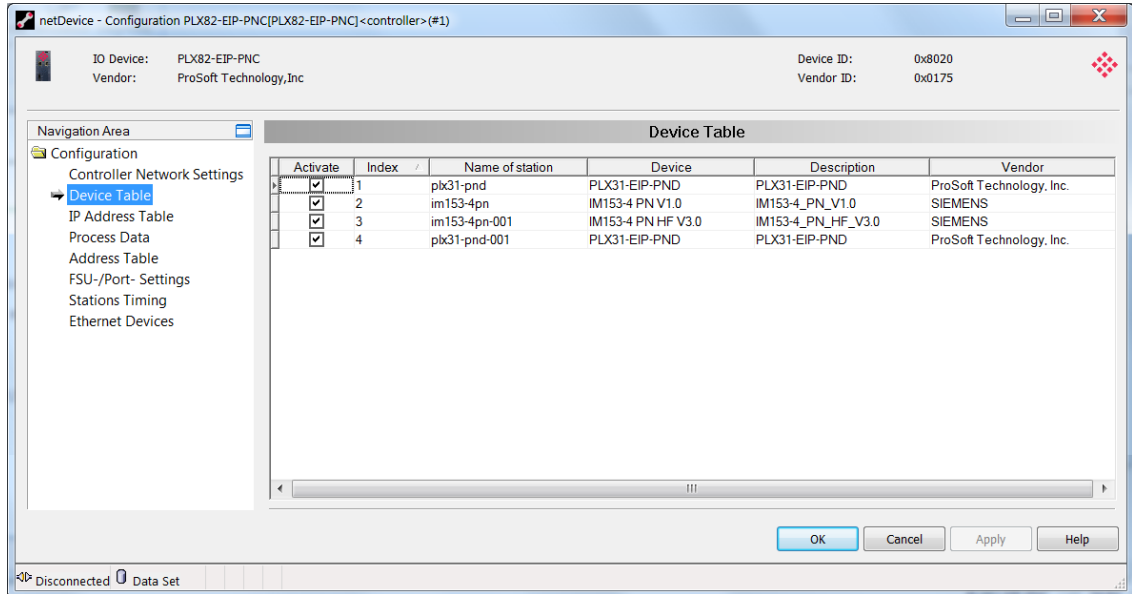 netDevice - Configuration PLX82-EIP-PNC[PLX82-EIP-PNC]<controller>(#1)
IO Device: PLX82-EIP-PNC Device ID: 0x8020
Vendor: ProSoft Technology,Inc Vendor ID: 0x0175
Navigation Area
Configuration
Controller Network Settings
Device Table
IP Address Table
Process Data
Address Table
FSU-/Port- Settings
Stations Timing
Ethernet Devices
Device Table
Activate Index Name of station Device Description Vendor
1 plx31-pnd PLX31-EIP-PND PLX31-EIP-PND ProSoft Technology, Inc.
2 im153-4pn IM153-4 PN V1.0 IM153-4_PN_V1.0 SIEMENS
3 im153-4pn-001 IM153-4 PN HF V3.0 IM153-4_PN_HF_V3.0 SIEMENS
4 plx31-pnd-001 PLX31-EIP-PND PLX31-EIP-PND ProSoft Technology, Inc.
OK Cancel Apply Help
Disconnected Data Set